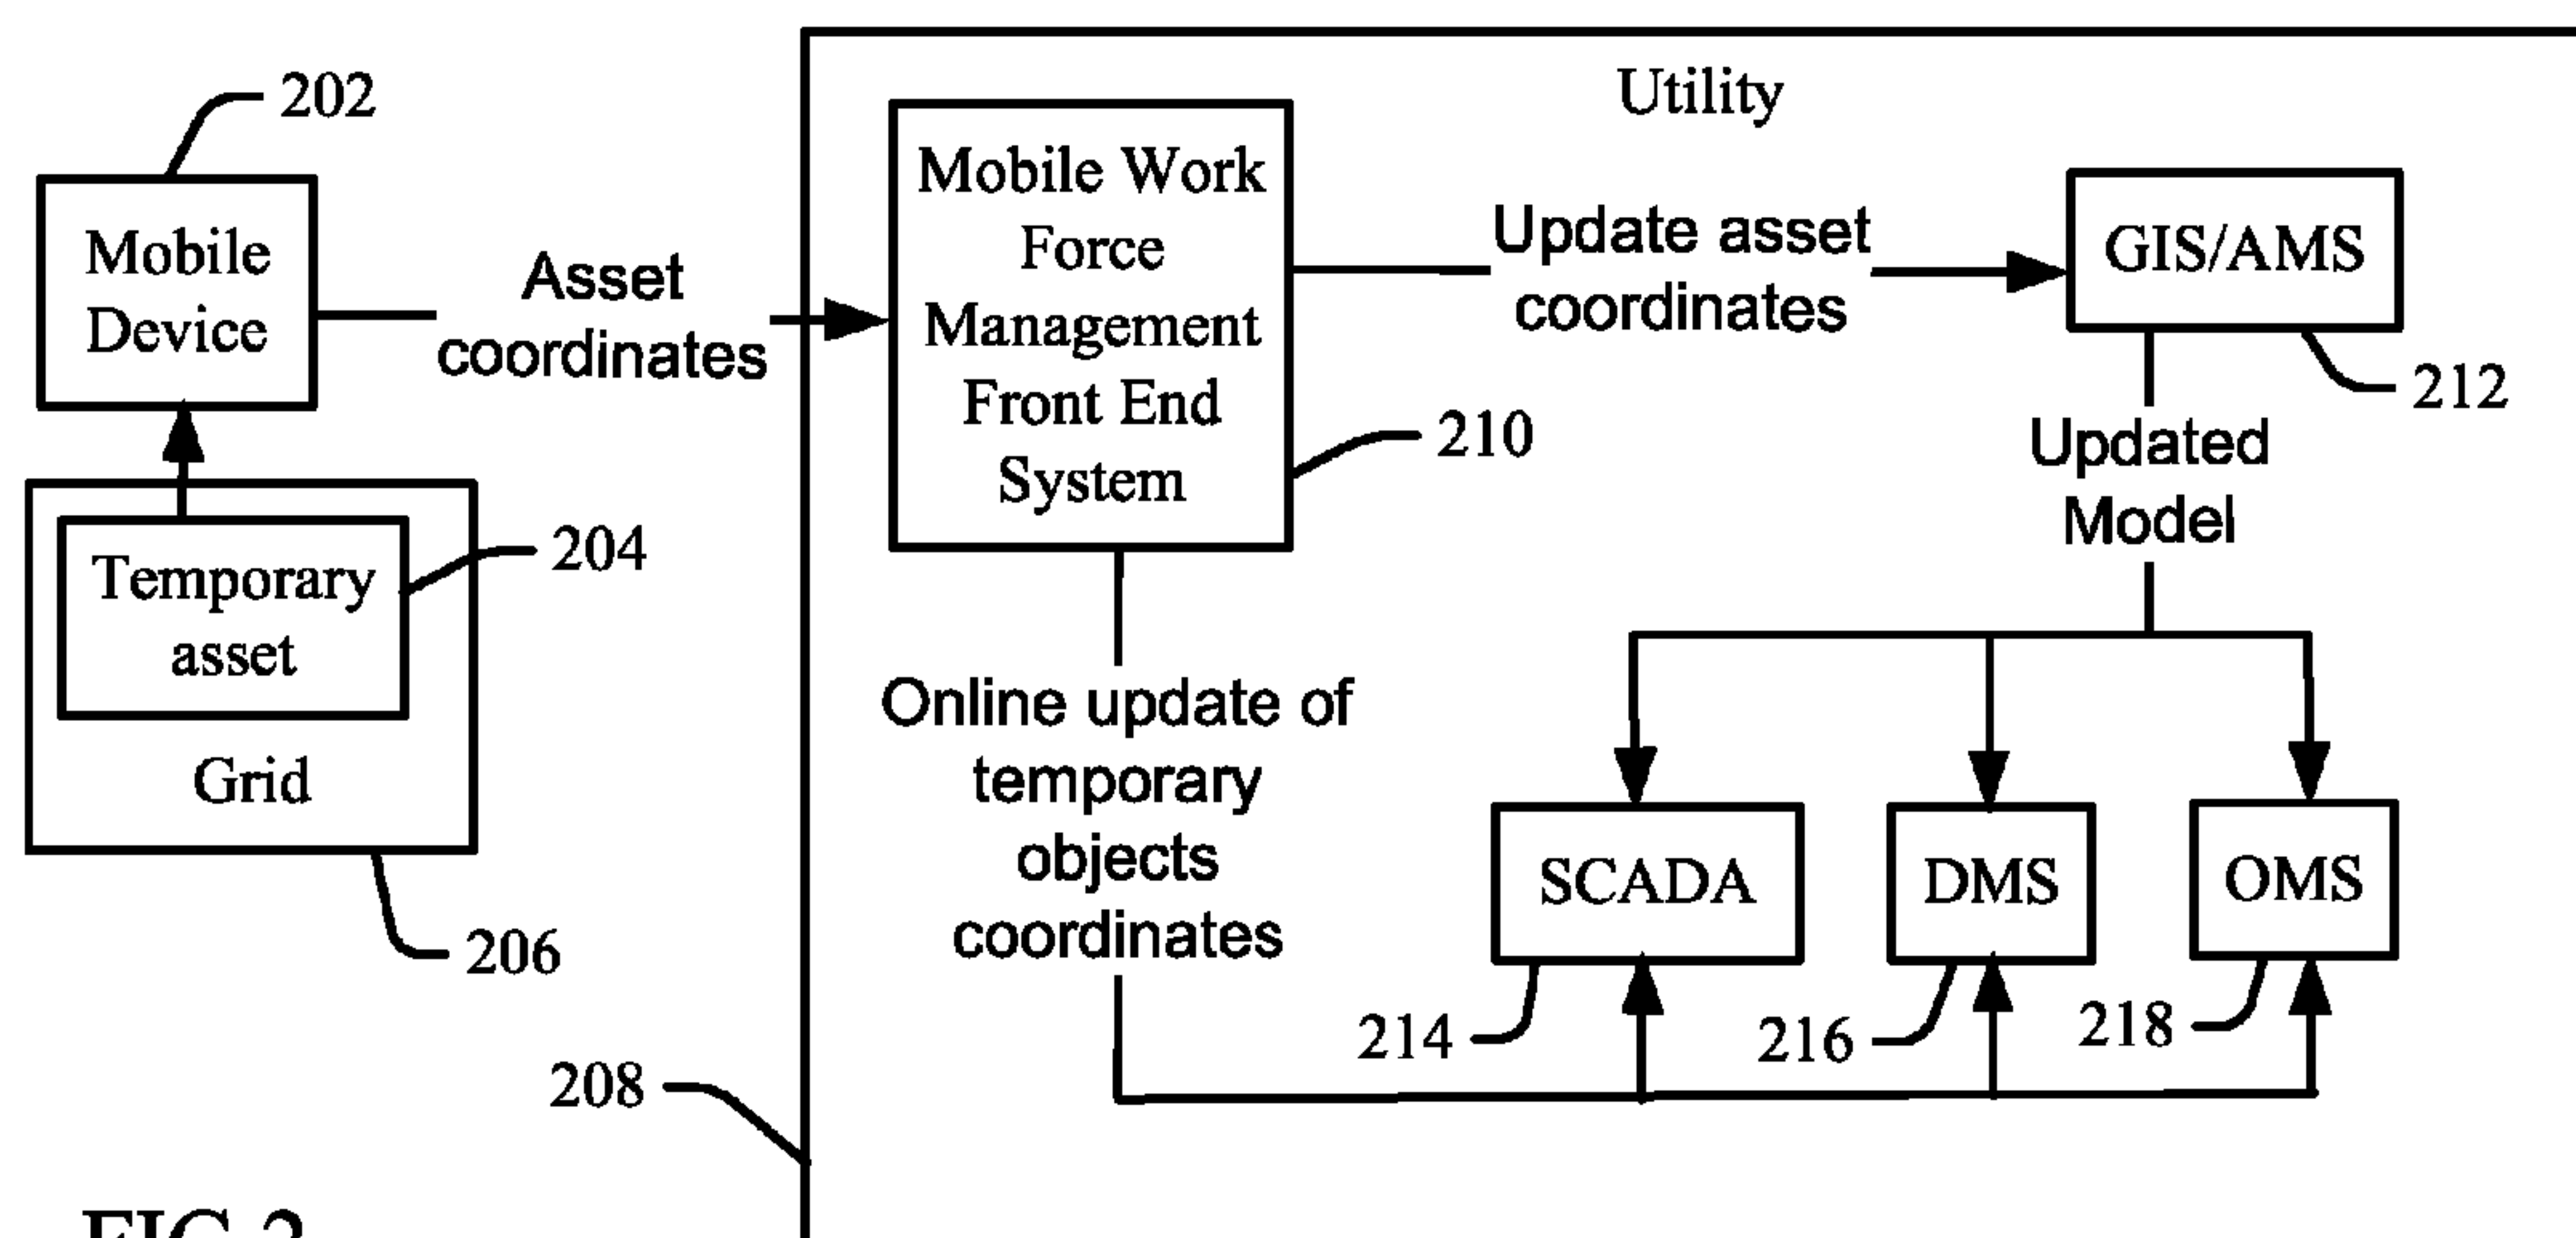 Utility
202
Mobile
Device
Asset
coordinates
Mobile Work
Force
Management
Front End
System
210
Update asset
coordinates
GIS/AMS
212
Updated
Model
204
Temporary
asset
Grid
206
Online update of
temporary
objects
coordinates
SCADA
DMS
OMS
214
216
218
208
FIG 2